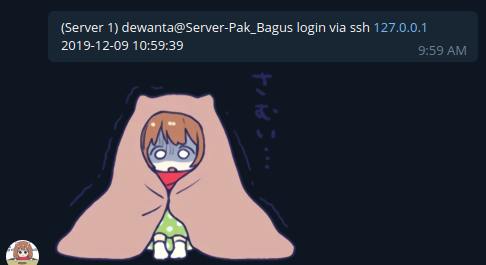 (Server 1) dewanta@Server-Pak_Bagus login via ssh 127.0.0.1
2019-12-09 10:59:39
9:59 AM
さむい…